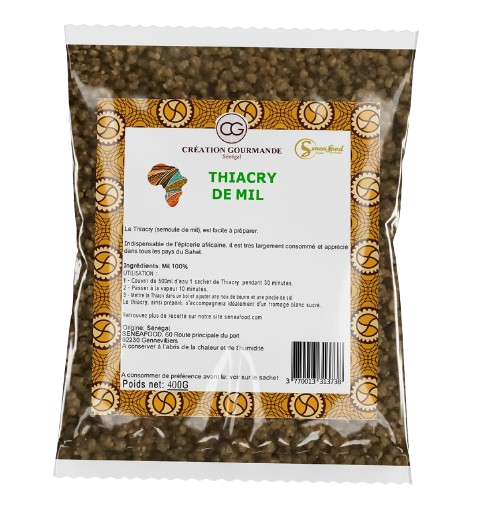 CG
CRÉATION GOURMANDE
Sénégal
Seneafood
THIACRY
DE MIL
Le Thiacry (semoule de mil), est facile à préparer.
Indispensable de l'épicerie africaine, il est très largement consommé et apprécié
dans tous les pays du Sahel.
Ingrédients: Mil 100%
UTILISATION :
1 - Couvrir de 500ml d'eau 1 sachet de Thiacry pendant 30 minutes.
2 - Passer à la vapeur 10 minutes.
3 - Mettre le Thiacri dans un bol et ajouter une noix de beurre et une pincée de sel.
Le thiacry, ainsi préparé, s'accompagnera idéalement d'un fromage blanc sucré.
Retrouvez plus de recette sur notre site seneafood.com
Origine: Sénégal
SENEAFOOD, 60 Route principale du port
92230 Gennevilliers
A conserver à l'abris de la chaleur et de l'humidité
A consommer de préférence avant le: voir sur le sachet
Poids net: 400G
3 770013 313738